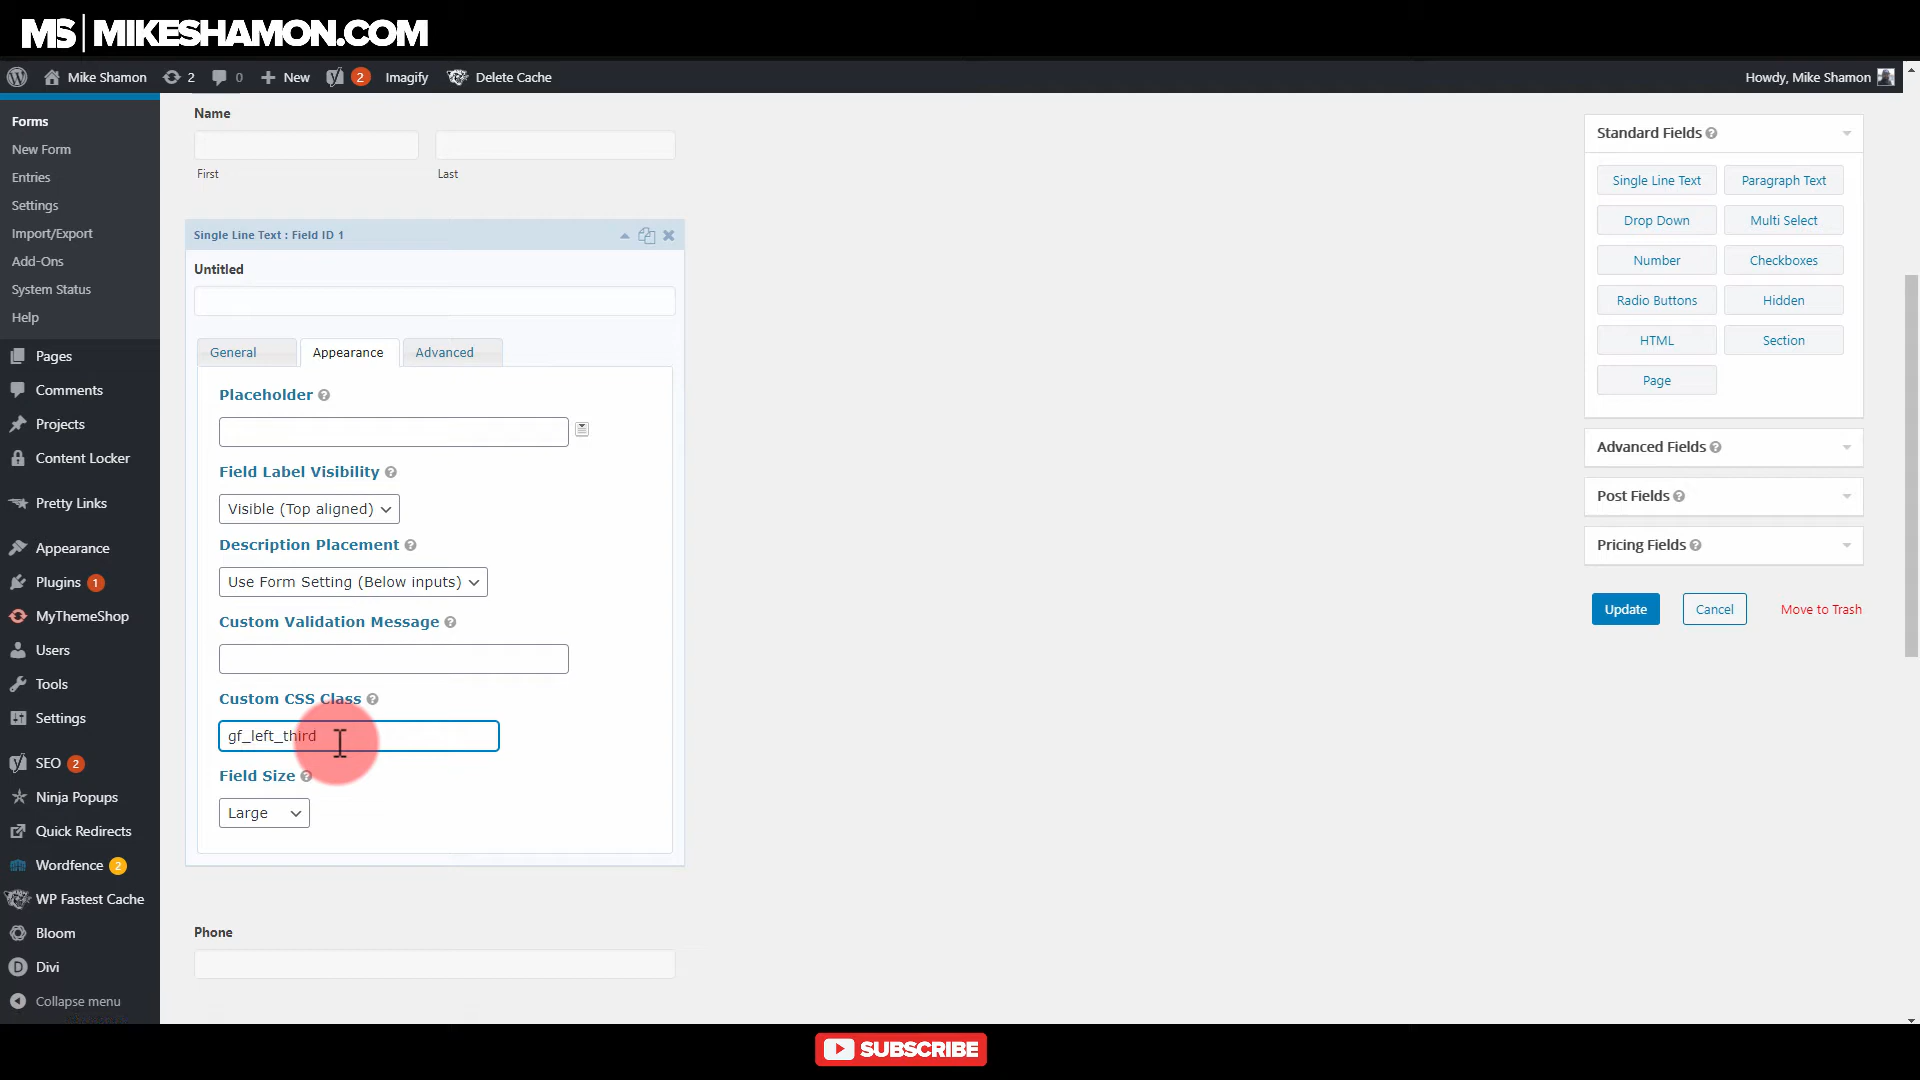 MS MIKESHAMON.COM
Mike Shamon 2 0 New 2 Imagify Delete Cache Howdy, Mike Shamon
Forms
New Form
Entries
Settings
Import/Export
Add-Ons
System Status
Help
Pages
Comments
Projects
Content Locker
Pretty Links
Appearance
Plugins 1
MyThemeShop
Users
Tools
Settings
SEO 2
Ninja Popups
Quick Redirects
Wordfence 2
WP Fastest Cache
Bloom
D Divi
Collapse menu
Name
First Last
Single Line Text : Field ID 1
Untitled
General Appearance Advanced
Placeholder ?
Field Label Visibility ?
Visible (Top aligned)
Description Placement ?
Use Form Setting (Below inputs)
Custom Validation Message ?
Custom CSS Class ?
gf_left_third
Field Size ?
Large
Phone
Standard Fields ?
Single Line Text Paragraph Text
Drop Down Multi Select
Number Checkboxes
Radio Buttons Hidden
HTML Section
Page
Advanced Fields ?
Post Fields ?
Pricing Fields ?
Update Cancel Move to Trash
SUBSCRIBE